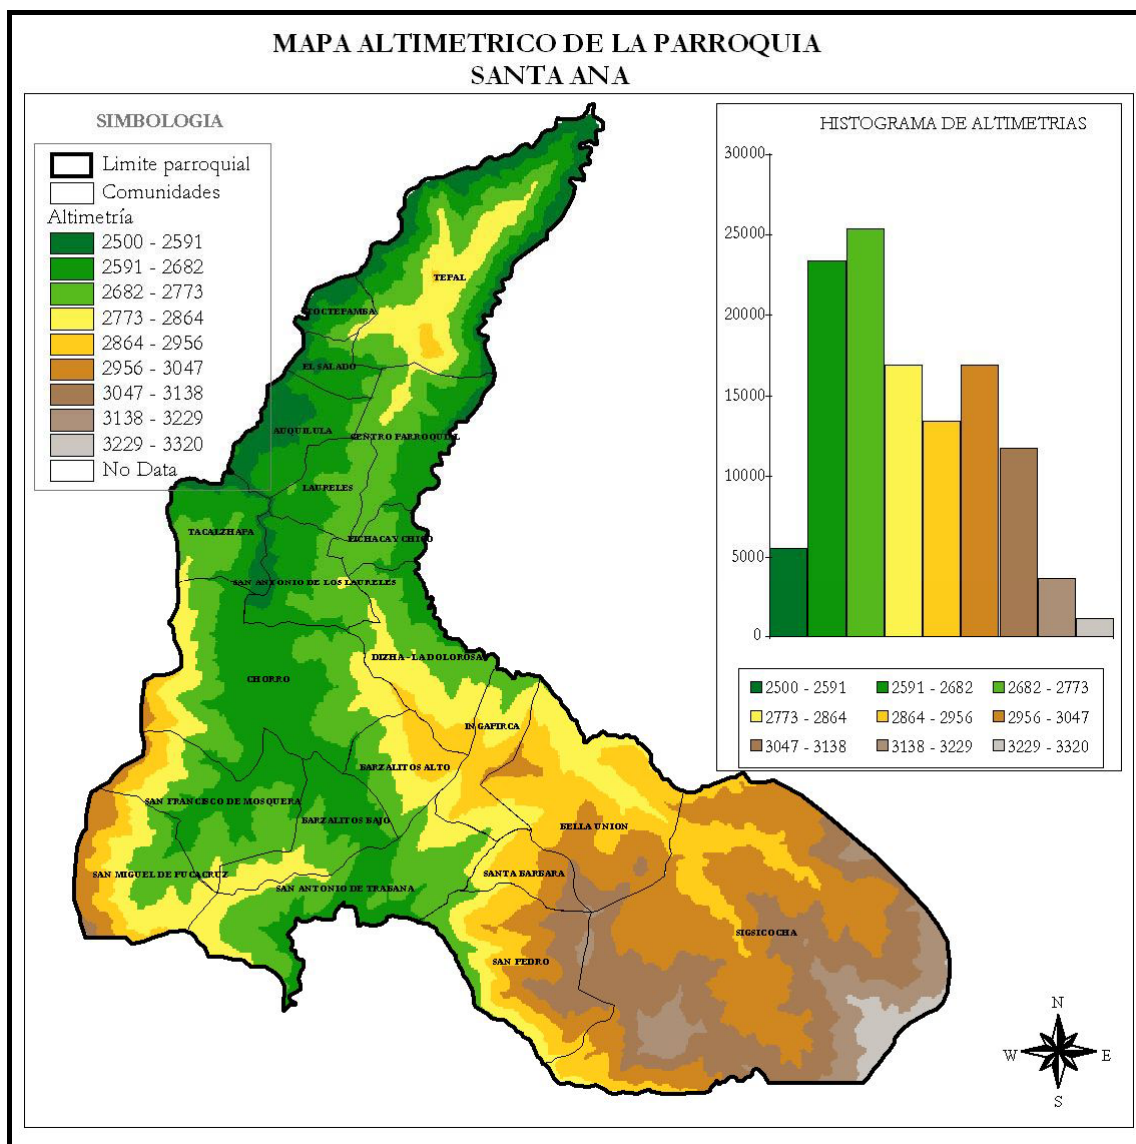 MAPA ALTIMETRICO DE LA PARROQUIA
SANTA ANA
SIMBOLOGIA
Limite parroquial
Comunidades
Altimetría
2500 - 2591
2591 - 2682
2682 - 2773
2773 - 2864
2864 - 2956
2956 - 3047
3047 - 3138
3138 - 3229
3229 - 3320
No Data
HISTOGRAMA DE ALTIMETRIAS
30000
25000
20000
15000
10000
5000
0
2500 - 2591 2591 - 2682 2682 - 2773
2773 - 2864 2864 - 2956 2956 - 3047
3047 - 3138 3138 - 3229 3229 - 3320
TEPAL
TOCTEPAMBA
EL SALADO
AUQUILULA
CENTRO PARROQUIAL
LAURELES
TACALZHAPA
PICHACAY CHICO
SAN ANTONIO DE LOS LAURELES
DIZHA - LA DOLOROSA
CHORRO
INGAPIRCA
BARZALITOS ALTO
SAN FRANCISCO DE MOSQUERA
BARZALITOS BAJO
BELLA UNION
SAN MIGUEL DE PUCACRUZ
SANTA BARBARA
SAN ANTONIO DE TRABANA
SIGSICOCHA
SAN PEDRO
N
W E
S